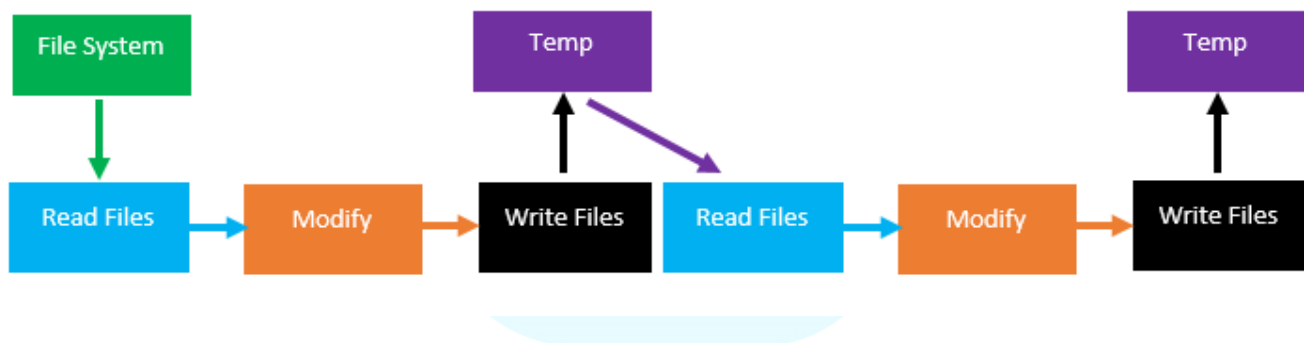 File System
Temp
Temp
Read Files
Modify
Write Files
Read Files
Modify
Write Files